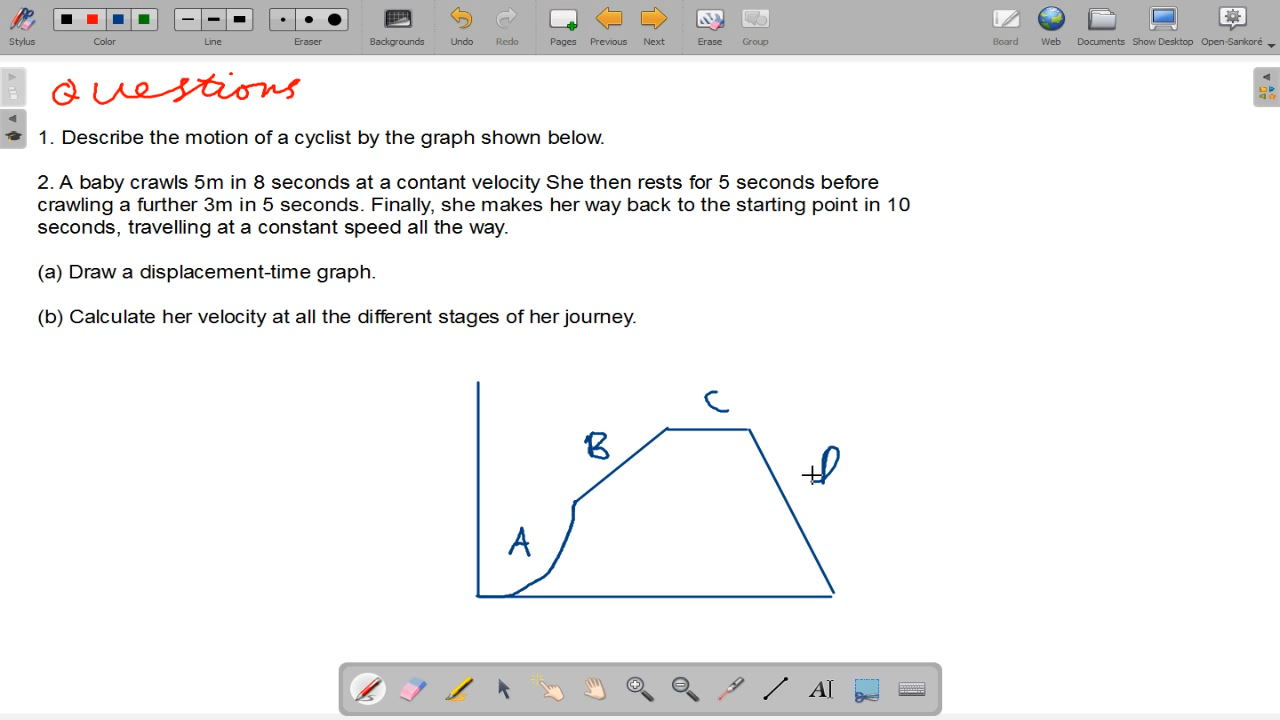 Stylus Color Line Eraser Backgrounds Undo Redo Pages Previous Next Erase Group Board Web Documents Show Desktop Open-Sankoré
Questions
1. Describe the motion of a cyclist by the graph shown below.
2. A baby crawls 5m in 8 seconds at a contant velocity She then rests for 5 seconds before
crawling a further 3m in 5 seconds. Finally, she makes her way back to the starting point in 10
seconds, travelling at a constant speed all the way.
(a) Draw a displacement-time graph.
(b) Calculate her velocity at all the different stages of her journey.
C
B
D
A
AI